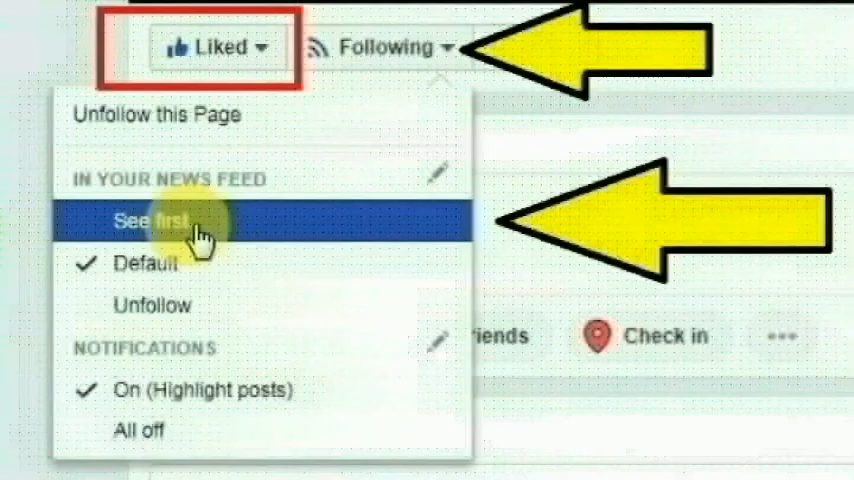 Liked Following
Unfollow this Page
IN YOUR NEWS FEED
See first
Default
Unfollow
riends Check in
NOTIFICATIONS
On (Highlight posts)
All off